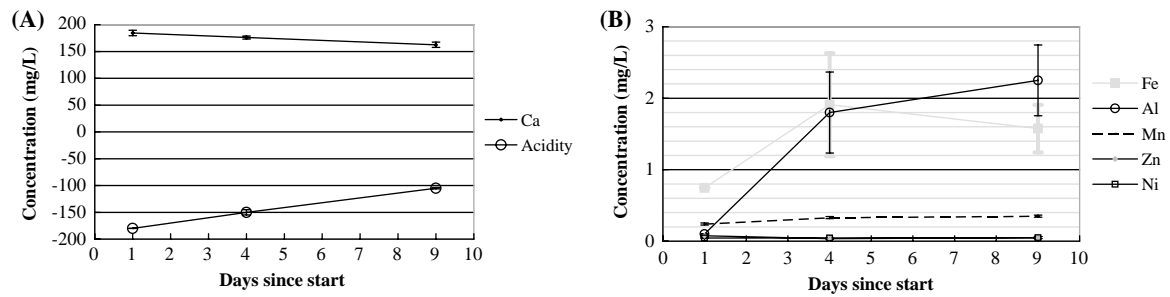 (A)
Concentration (mg/L)
200
150
100
50
0
-50
-100
-150
-200
0 1 2 3 4 5 6 7 8 9 10
Days since start
Ca
Acidity
(B)
Concentration (mg/L)
3
2
1
0
0 1 2 3 4 5 6 7 8 9 10
Days since start
Fe
Al
Mn
Zn
Ni